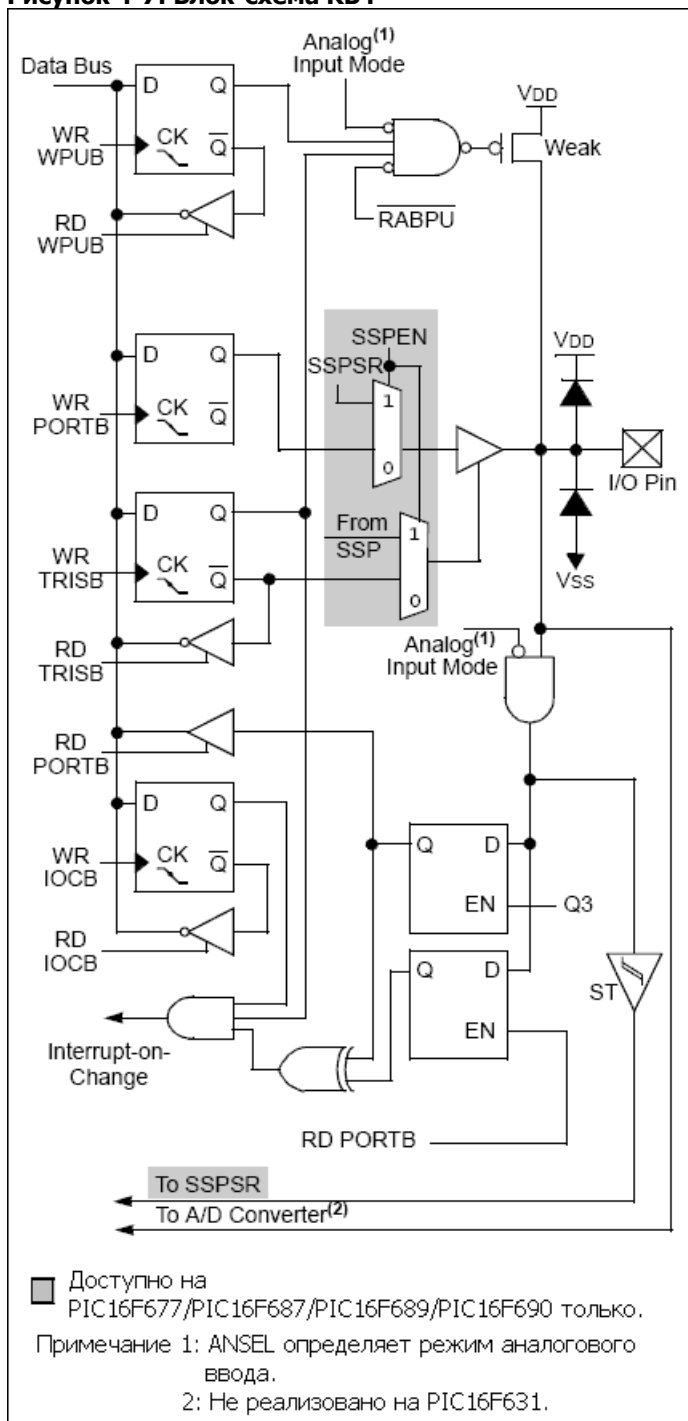 Рисунок 4-7: Блок-схема RB4
Analog(1)
Input Mode
Data Bus
D Q
VDD
WR
WPUB
CK Q
Weak
RD
WPUB
RABPU
SSPEN
SSPSR
VDD
D Q
WR
PORTB
CK Q
1
0
I/O Pin
D Q
From
SSP
1
0
WR
TRISB
CK Q
VSS
RD
TRISB
Analog(1)
Input Mode
RD
PORTB
D Q
WR
IOCB
CK Q
Q D
EN
Q3
RD
IOCB
Q D
EN
ST
Interrupt-on-
Change
RD PORTB
To SSPSR
To A/D Converter(2)
Доступно на
PIC16F677/PIC16F687/PIC16F689/PIC16F690 только.
Примечание 1: ANSEL определяет режим аналогового
ввода.
2: Не реализовано на PIC16F631.